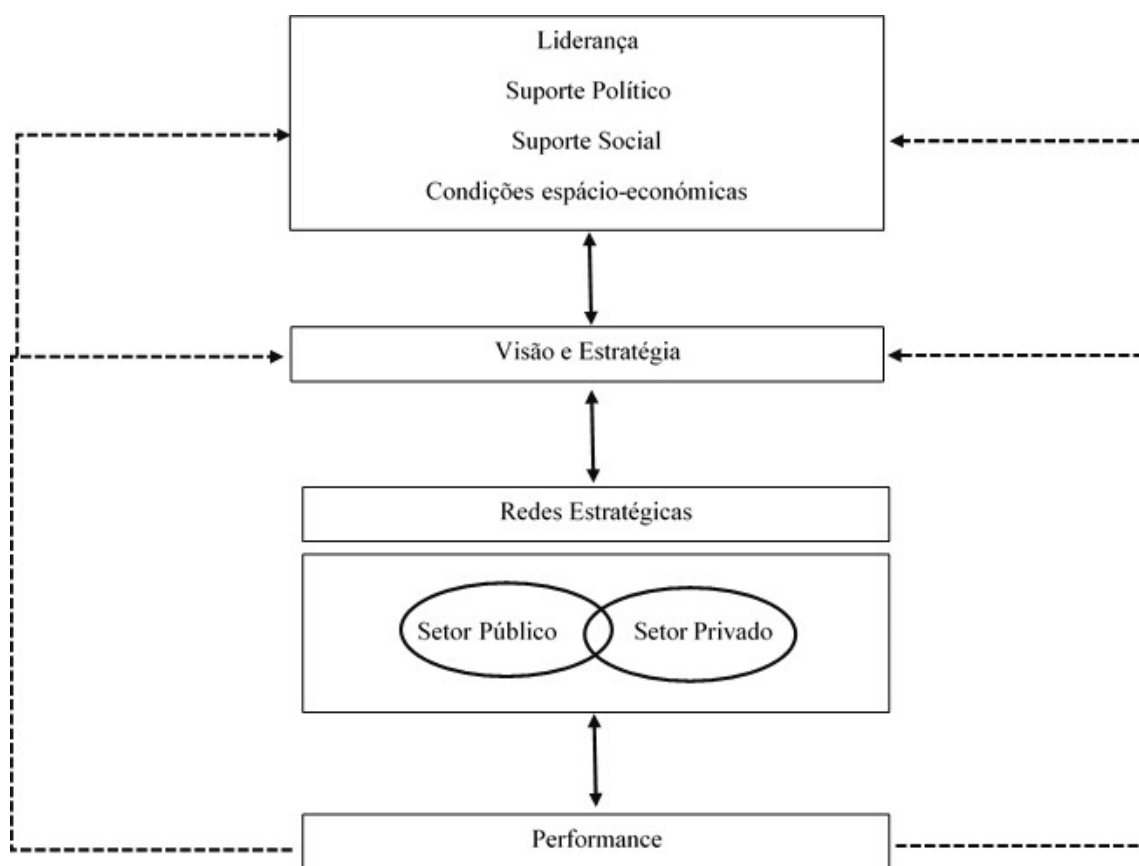 Liderança
Suporte Político
Suporte Social
Condições espácio-económicas
Visão e Estratégia
Redes Estratégicas
Setor Público
Setor Privado
Performance